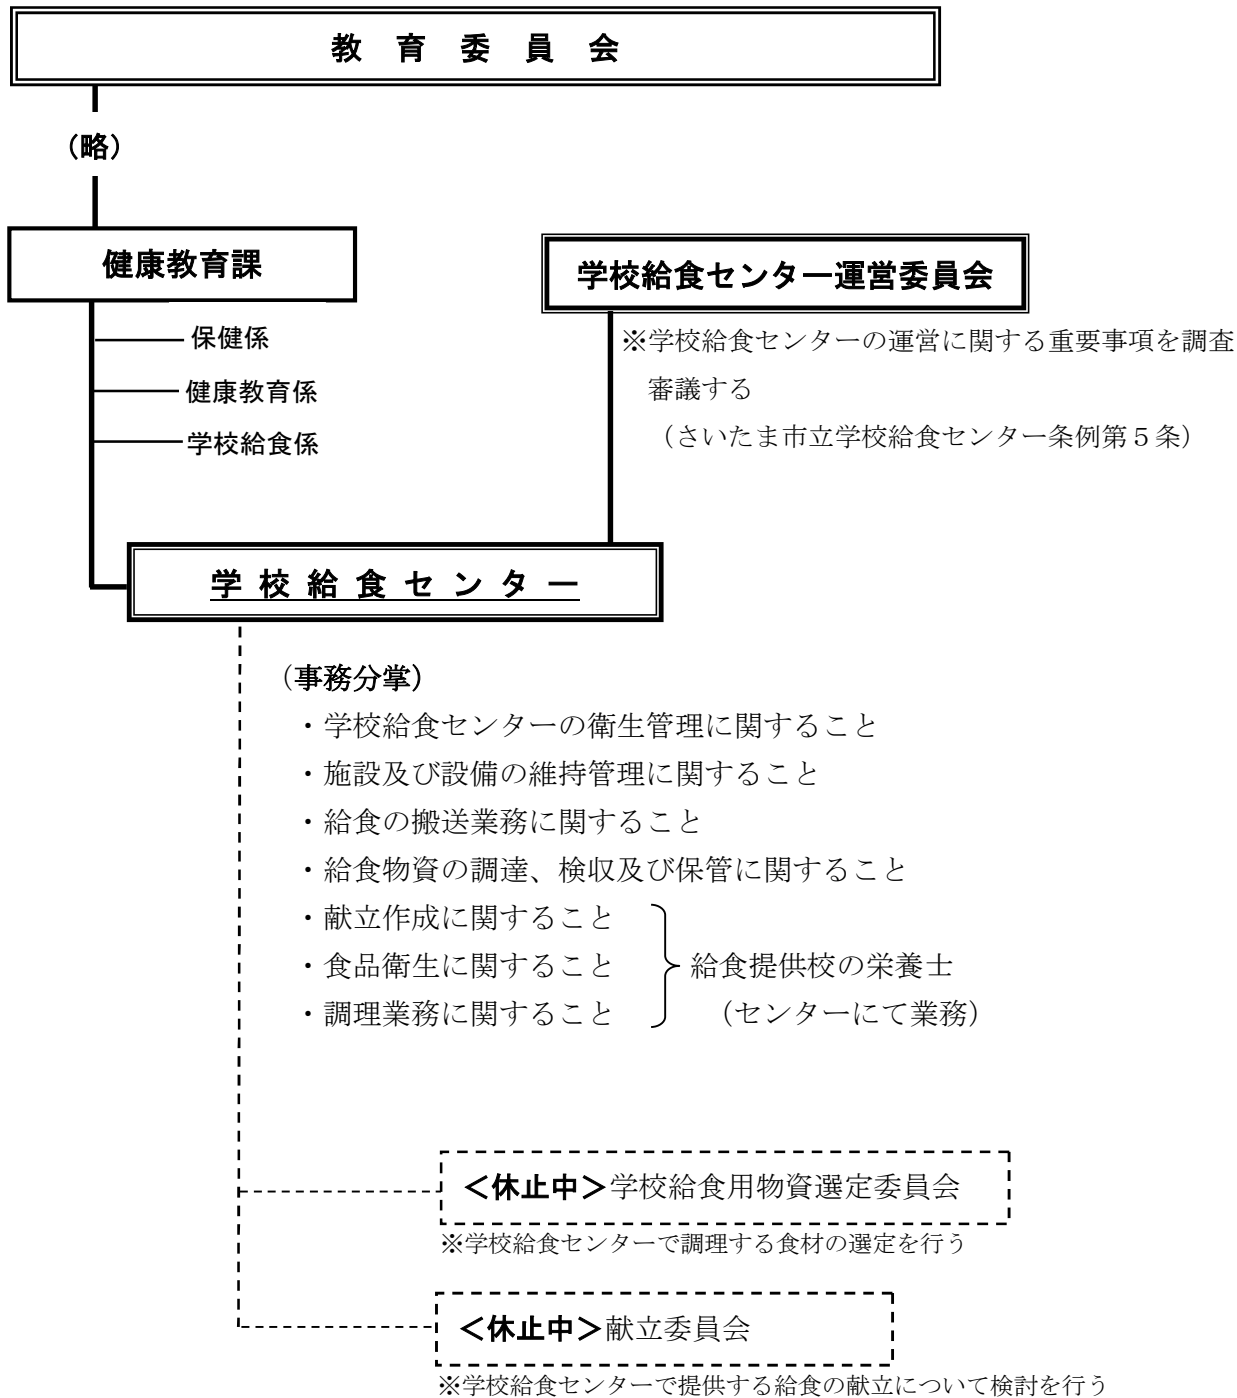 教育委員会
（略）
健康教育課
学校給食センター運営委員会
保健係
健康教育係
学校給食係
※学校給食センターの運営に関する重要事項を調査
審議する
（さいたま市立学校給食センター条例第５条）
学校給食センター
（事務分掌）
・学校給食センターの衛生管理に関すること
・施設及び設備の維持管理に関すること
・給食の搬送業務に関すること
・給食物資の調達、検収及び保管に関すること
・献立作成に関すること
・食品衛生に関すること
・調理業務に関すること
給食提供校の栄養士
（センターにて業務）
＜休止中＞学校給食用物資選定委員会
※学校給食センターで調理する食材の選定を行う
＜休止中＞献立委員会
※学校給食センターで提供する給食の献立について検討を行う